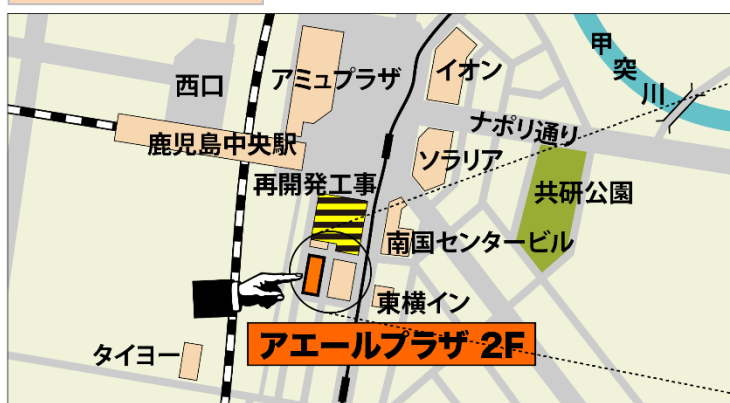 甲突川
アミュプラザ
イオン
西口
ナポリ通り
鹿児島中央駅
ソラリア
再開発工事
共研公園
南国センタービル
東横イン
アエールプラザ 2F
タイヨー